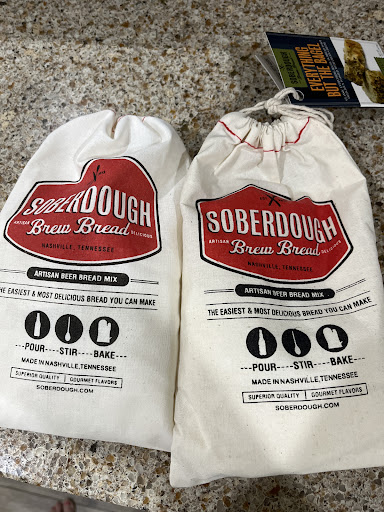 SOBERDOUGH
ARTISAN Brew Bread DELICIOUS
NASHVILLE, TENNESSEE
ARTISAN BEER BREAD MIX
THE EASIEST & MOST DELICIOUS BREAD YOU CAN MAKE
--POUR----STIR----BAKE---
MADE IN NASHVILLE, TENNESSEE
SUPERIOR QUALITY | GOURMET FLAVORS
SOBERDOUGH.COM
EVERYTHING
BUT THE BAGEL
SOBERDOUGH
ARTISAN Brew Bread DELICIOUS
NASHVILLE, TENNESSEE
ARTISAN BEER BREAD MIX
THE EASIEST & MOST DELICIOUS BREAD YOU CAN MAKE
---POUR----STIR----BAKE---
MADE IN NASHVILLE, TENNESSEE
SUPERIOR QUALITY | GOURMET FLAVORS
SOBERDOUGH.COM